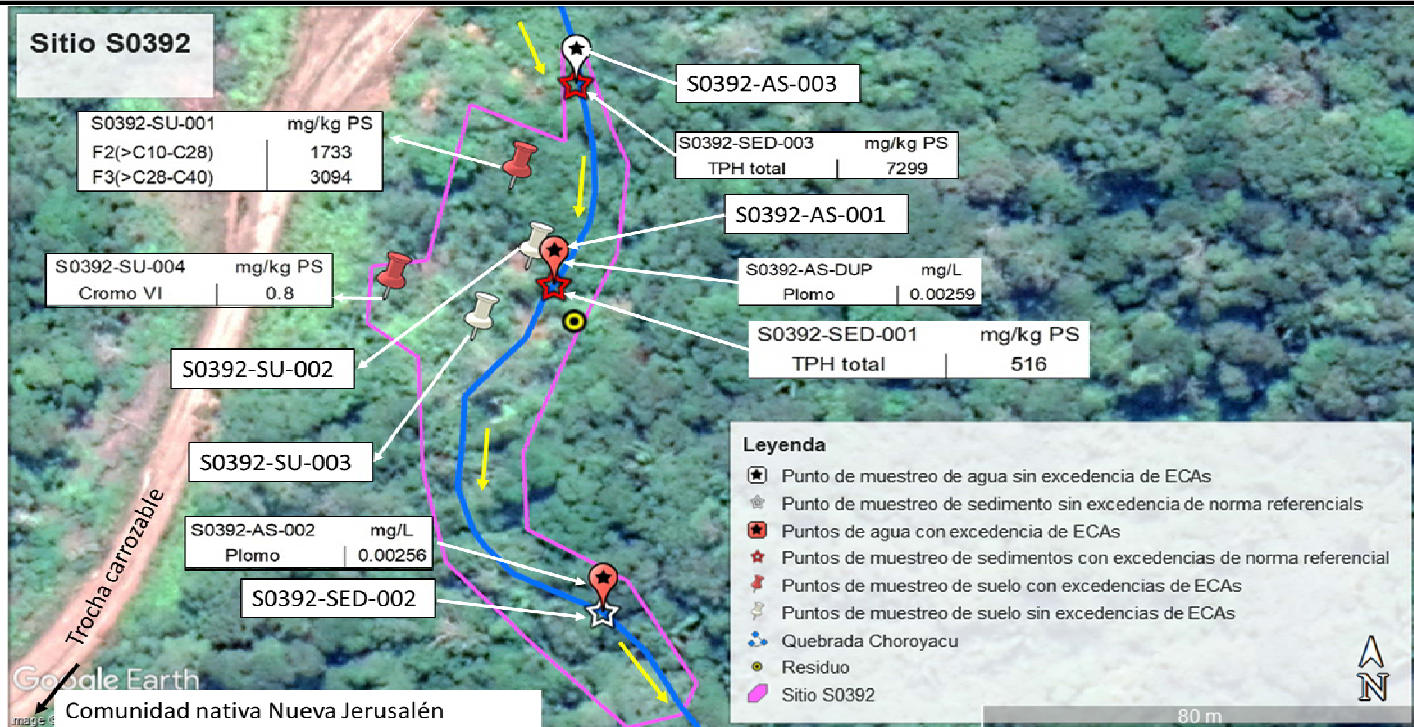 Sitio S0392
S0392-AS-003
S0392-SU-001 mg/kg PS
F2(>C10-C28) 1733
F3(>C28-C40) 3094
S0392-SED-003 mg/kg PS
TPH total 7299
S0392-AS-001
S0392-SU-004 mg/kg PS
Cromo VI 0.8
S0392-AS-DUP mg/L
Plomo 0.00259
S0392-SED-001 mg/kg PS
TPH total 516
S0392-SU-002
S0392-SU-003
S0392-AS-002 mg/L
Plomo 0.00256
S0392-SED-002
Trocha carrozable
Leyenda
Punto de muestreo de agua sin excedencia de ECAs
Punto de muestreo de sedimento sin excedencia de norma referencials
Puntos de agua con excedencia de ECAs
Puntos de muestreo de sedimentos con excedencias de norma referencial
Puntos de muestreo de suelo con excedencias de ECAs
Puntos de muestreo de suelo sin excedencias de ECAs
Quebrada Choroyacu
Residuo
Sitio S0392
N
80 m
Google Earth
Comunidad nativa Nueva Jerusalén